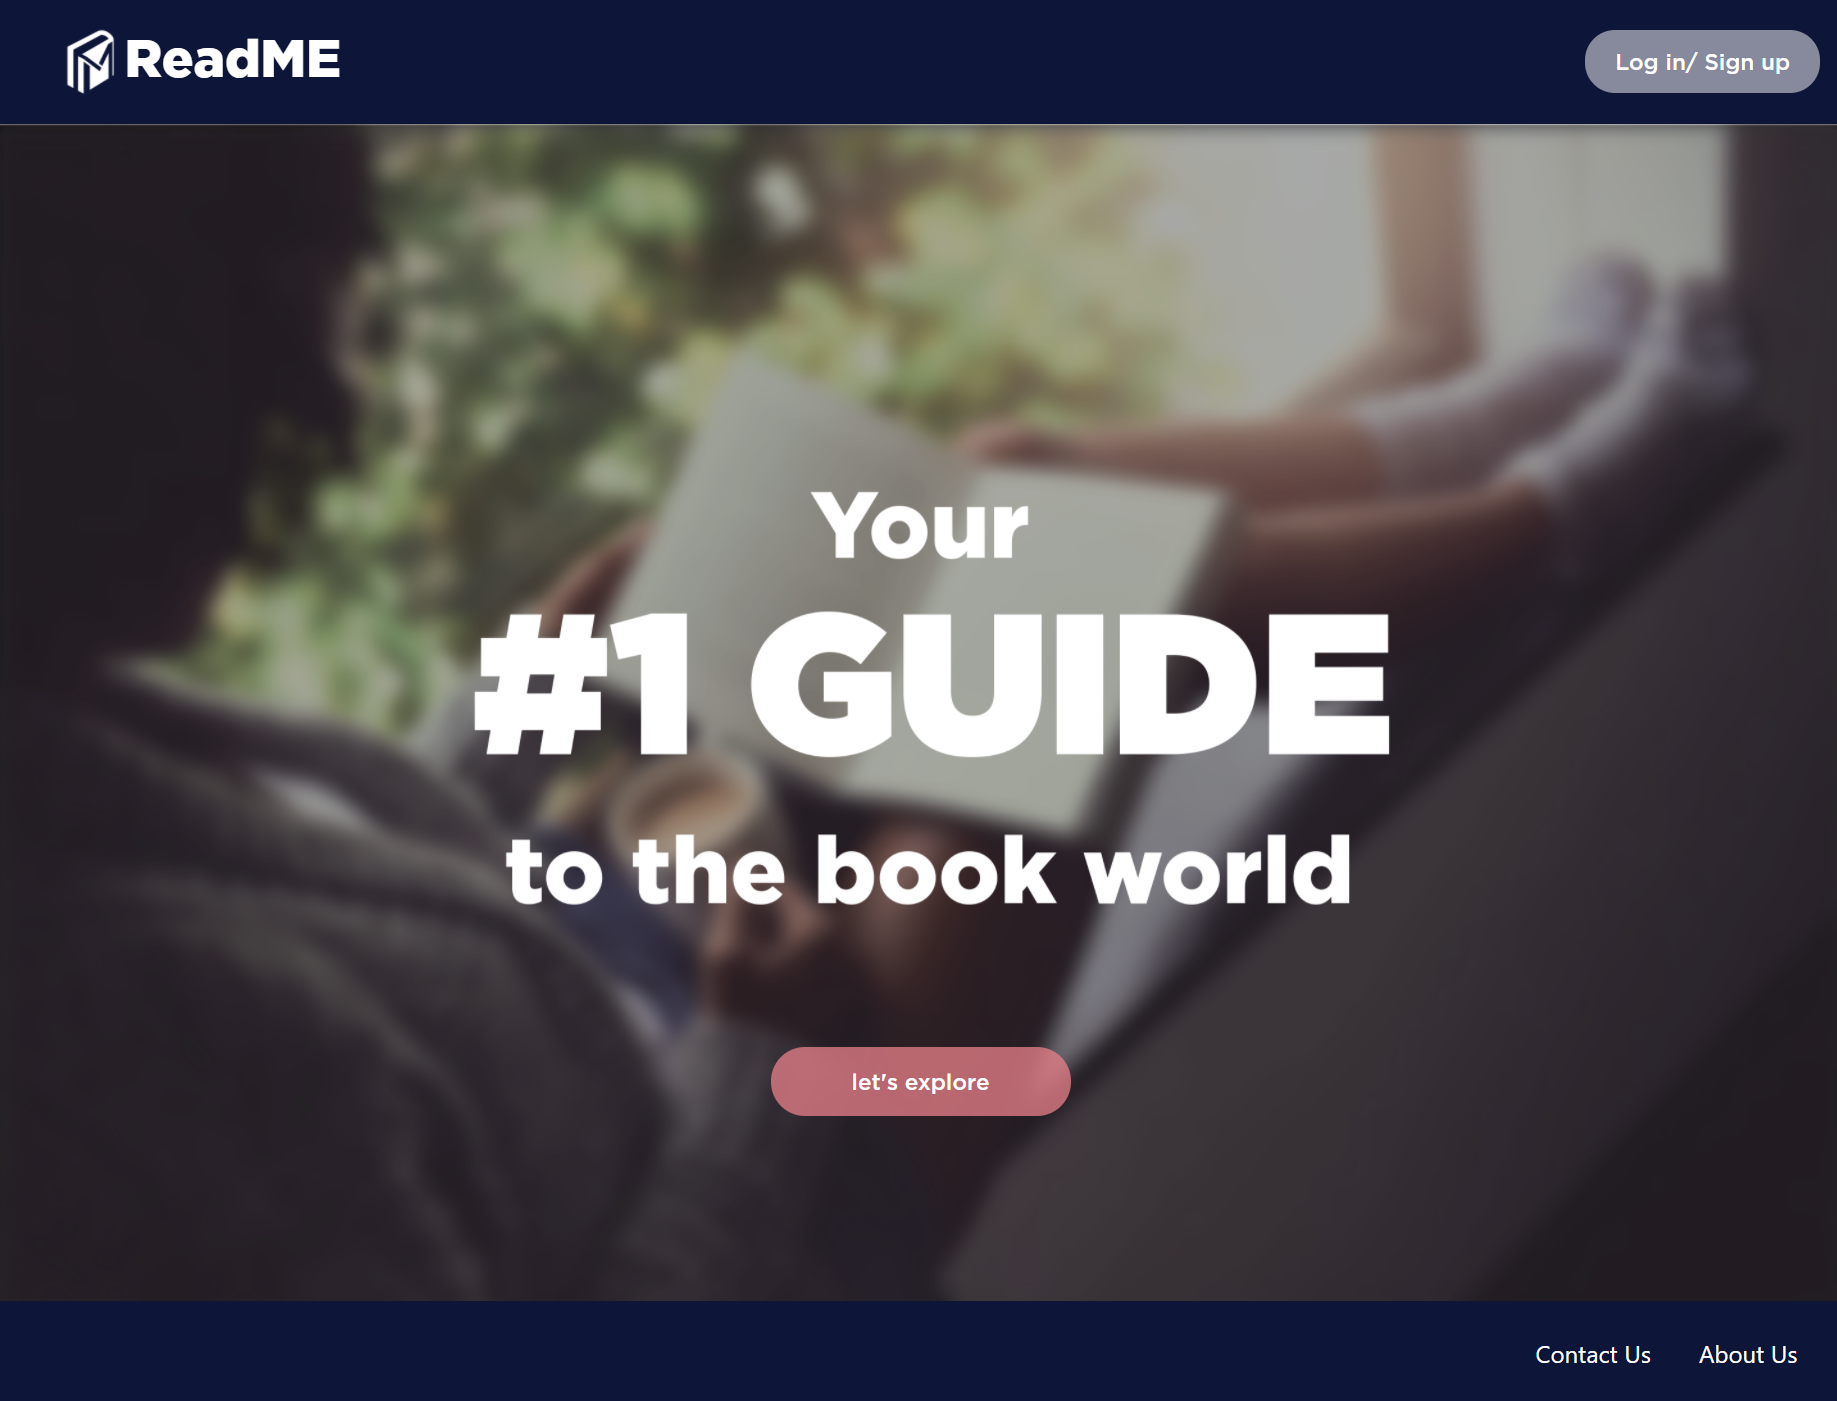 ReadME
Log in/ Sign up
Your
#1 GUIDE
to the book world
let's explore
Contact Us
About Us